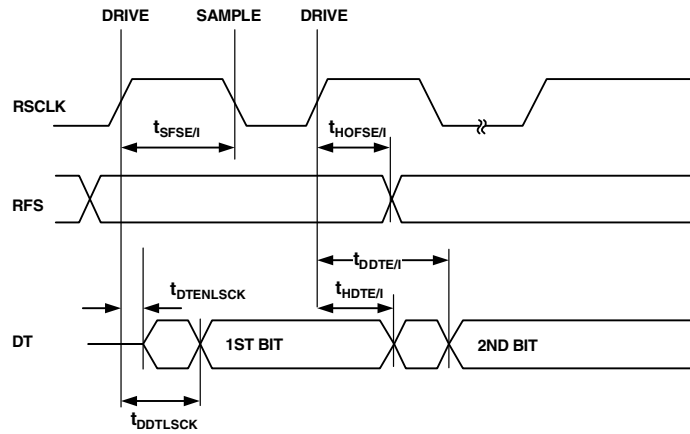 DRIVE SAMPLE DRIVE
RSCLK
tSFSE/I
tHOFSE/I
RFS
tDDTE/I
tDTENLSCK
tHDTE/I
DT
1ST BIT
2ND BIT
tDDTLSCK